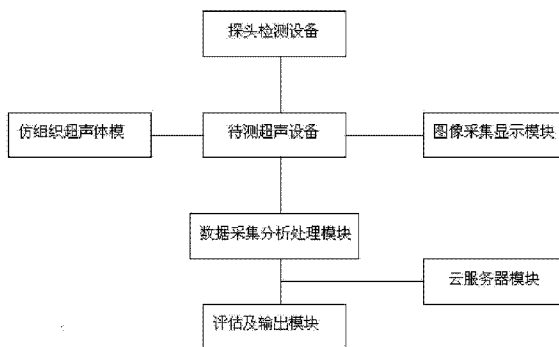 探头检测设备
仿组织超声体模
待测超声设备
图像采集显示模块
数据采集分析处理模块
云服务器模块
评估及输出模块